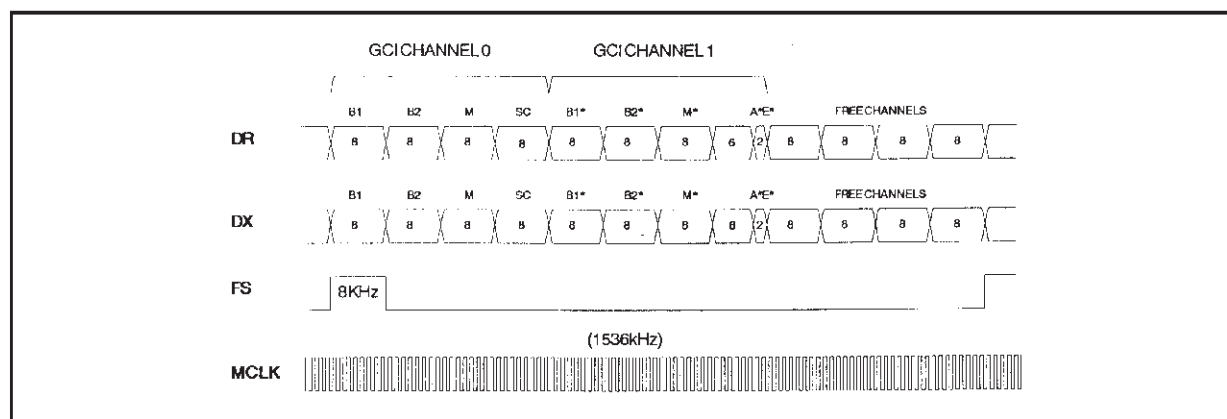 GCI CHANNEL 0 GCI CHANNEL 1
B1 B2 M SC B1* B2* M* A*E* FREE CHANNELS
DR 8 8 8 8 8 8 8 6 2 8 8 8 8
B1 B2 M SC B1* B2* M* A*E* FREE CHANNELS
DX 8 8 8 8 8 8 8 6 2 8 8 8 8
FS 8KHz
(1536kHz)
MCLK